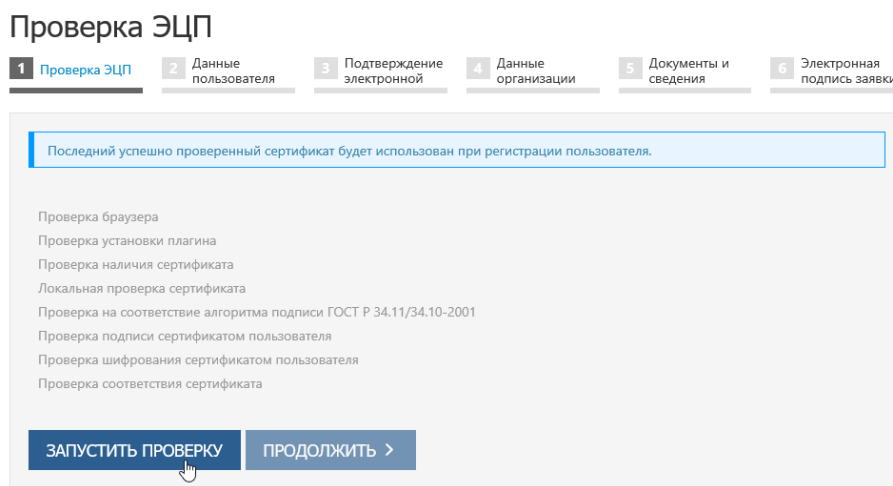 Проверка ЭЦП
1 Проверка ЭЦП
2 Данные
пользователя
3 Подтверждение
электронной
4 Данные
организации
5 Документы и
сведения
6 Электронная
подпись заявки
Последний успешно проверенный сертификат будет использован при регистрации пользователя.
Проверка браузера
Проверка установки плагина
Проверка наличия сертификата
Локальная проверка сертификата
Проверка на соответствие алгоритма подписи ГОСТ Р 34.11/34.10-2001
Проверка подписи сертификатом пользователя
Проверка шифрования сертификатом пользователя
Проверка соответствия сертификата
ЗАПУСТИТЬ ПРОВЕРКУ ПРОДОЛЖИТЬ >